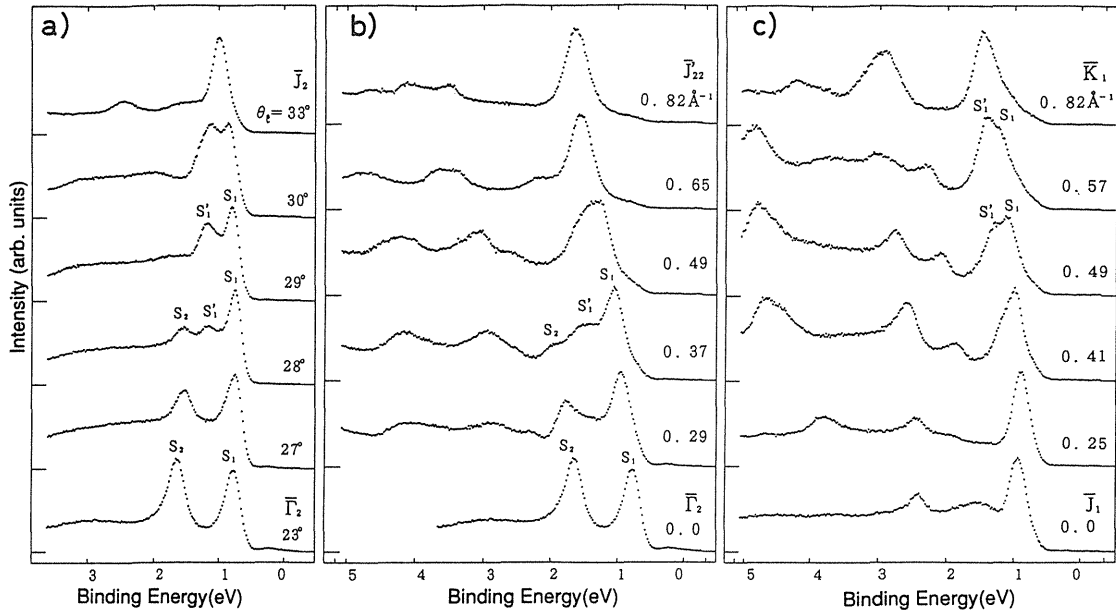 Intensity (arb. units)
a)
J̅₂
θₑ= 33°
30°
S₁' S₁
29°
S₂ S₁' S₁
28°
27°
S₂ S₁
Γ̅₂
23°
3 2 1 0
Binding Energy(eV)
b)
J̅'₂₂
0. 82Å⁻¹
0. 65
0. 49
S₂ S₁' S₁
0. 37
0. 29
S₂ S₁
Γ̅₂
0. 0
5 4 3 2 1 0
Binding Energy(eV)
c)
K̅₁
0. 82Å⁻¹
S₁' S₁
0. 57
S₁' S₁
0. 49
0. 41
0. 25
J̅₁
0. 0
5 4 3 2 1 0
Binding Energy(eV)